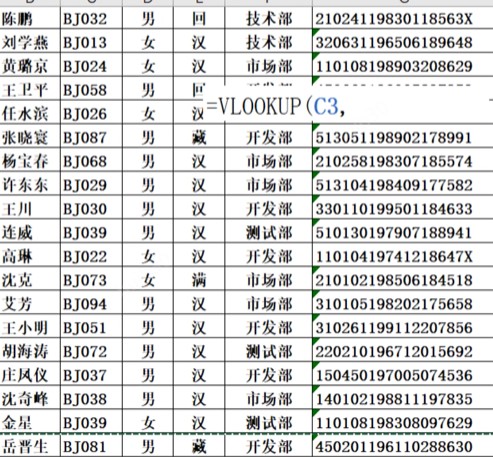 陈鹏 BJ032 男 回 技术部 21024119830118563X
刘学燕 BJ013 女 汉 技术部 320631196506189648
黄璐京 BJ024 女 汉 市场部 110108198903208629
王卫平 BJ058 男 回
任水滨 BJ026 女 汉 =VLOOKUP(C3,
张晓寰 BJ087 男 藏 开发部 513051198902178991
杨宝春 BJ068 男 汉 市场部 210258198307185574
许东东 BJ029 男 汉 市场部 513104198409177582
王川 BJ030 男 汉 开发部 330110199501184633
连威 BJ039 男 汉 测试部 510130197907188941
高琳 BJ022 女 汉 开发部 11010419741218647X
沈克 BJ073 女 满 市场部 210102198506184518
艾芳 BJ094 男 汉 市场部 310105198202175658
王小明 BJ051 男 汉 开发部 310261199112207856
胡海涛 BJ072 男 汉 测试部 220210196712015692
庄凤仪 BJ037 男 汉 开发部 150450197005074536
沈奇峰 BJ038 男 汉 市场部 140102198811197835
金星 BJ039 女 汉 测试部 110108198308097629
岳晋生 BJ081 男 藏 开发部 450201196110288630